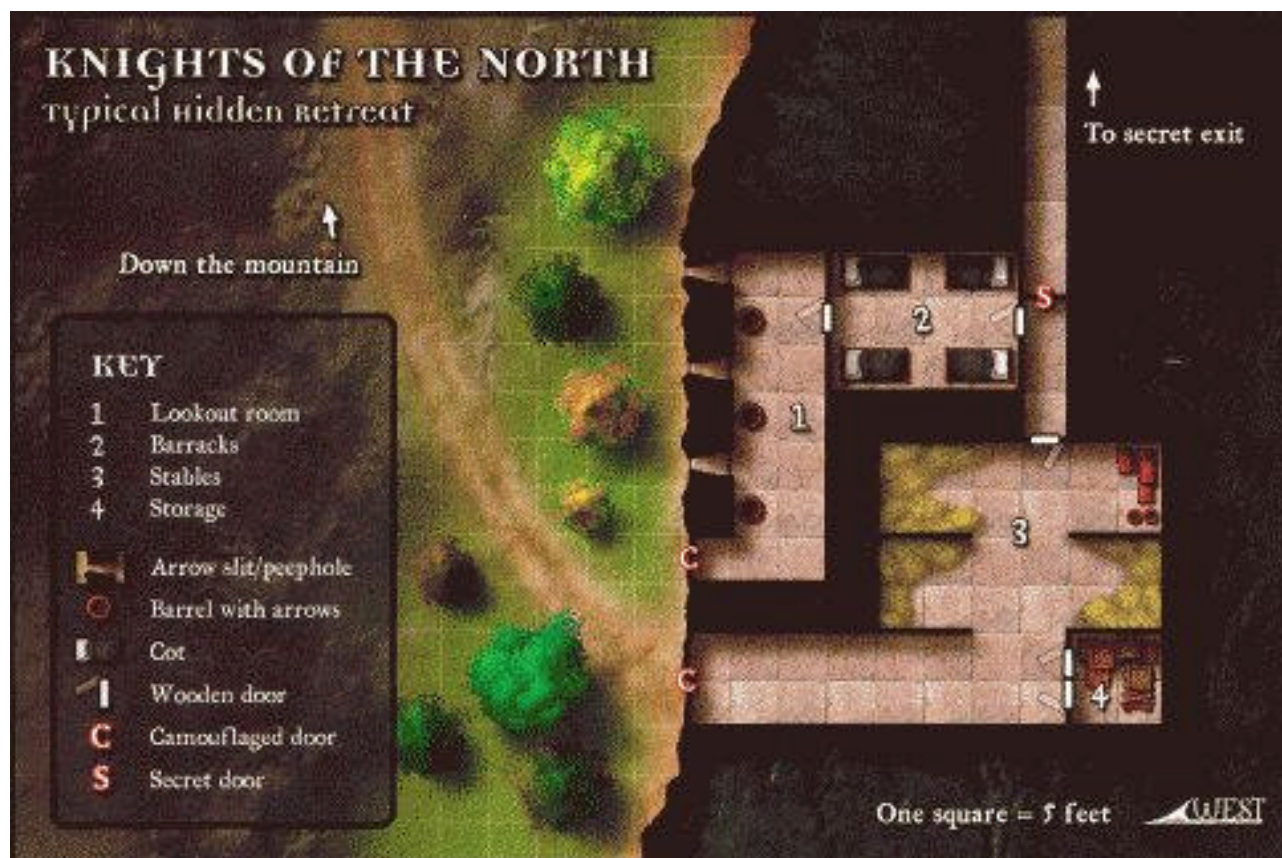 KNIGHTS OF THE NORTH
Typical Hidden Retreat
To secret exit
Down the mountain
KEY
1 Lookout room
2 Barracks
3 Stables
4 Storage
Arrow slit/peephole
Barrel with arrows
Cot
Wooden door
C Camouflaged door
S Secret door
S
2
1
3
C
C
4
One square = 5 feet
WEST